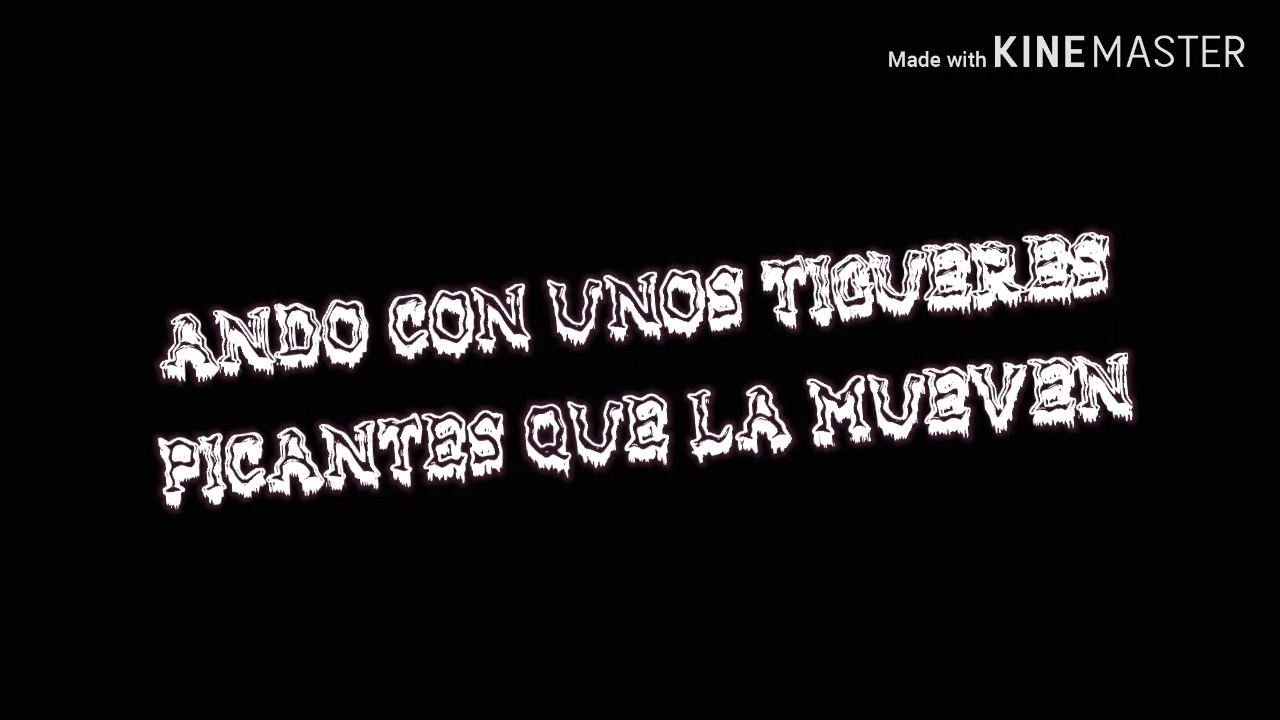 Made with KINEMASTER
ANDO CON UNOS TIGUERES
PICANTES QUE LA MUEVEN